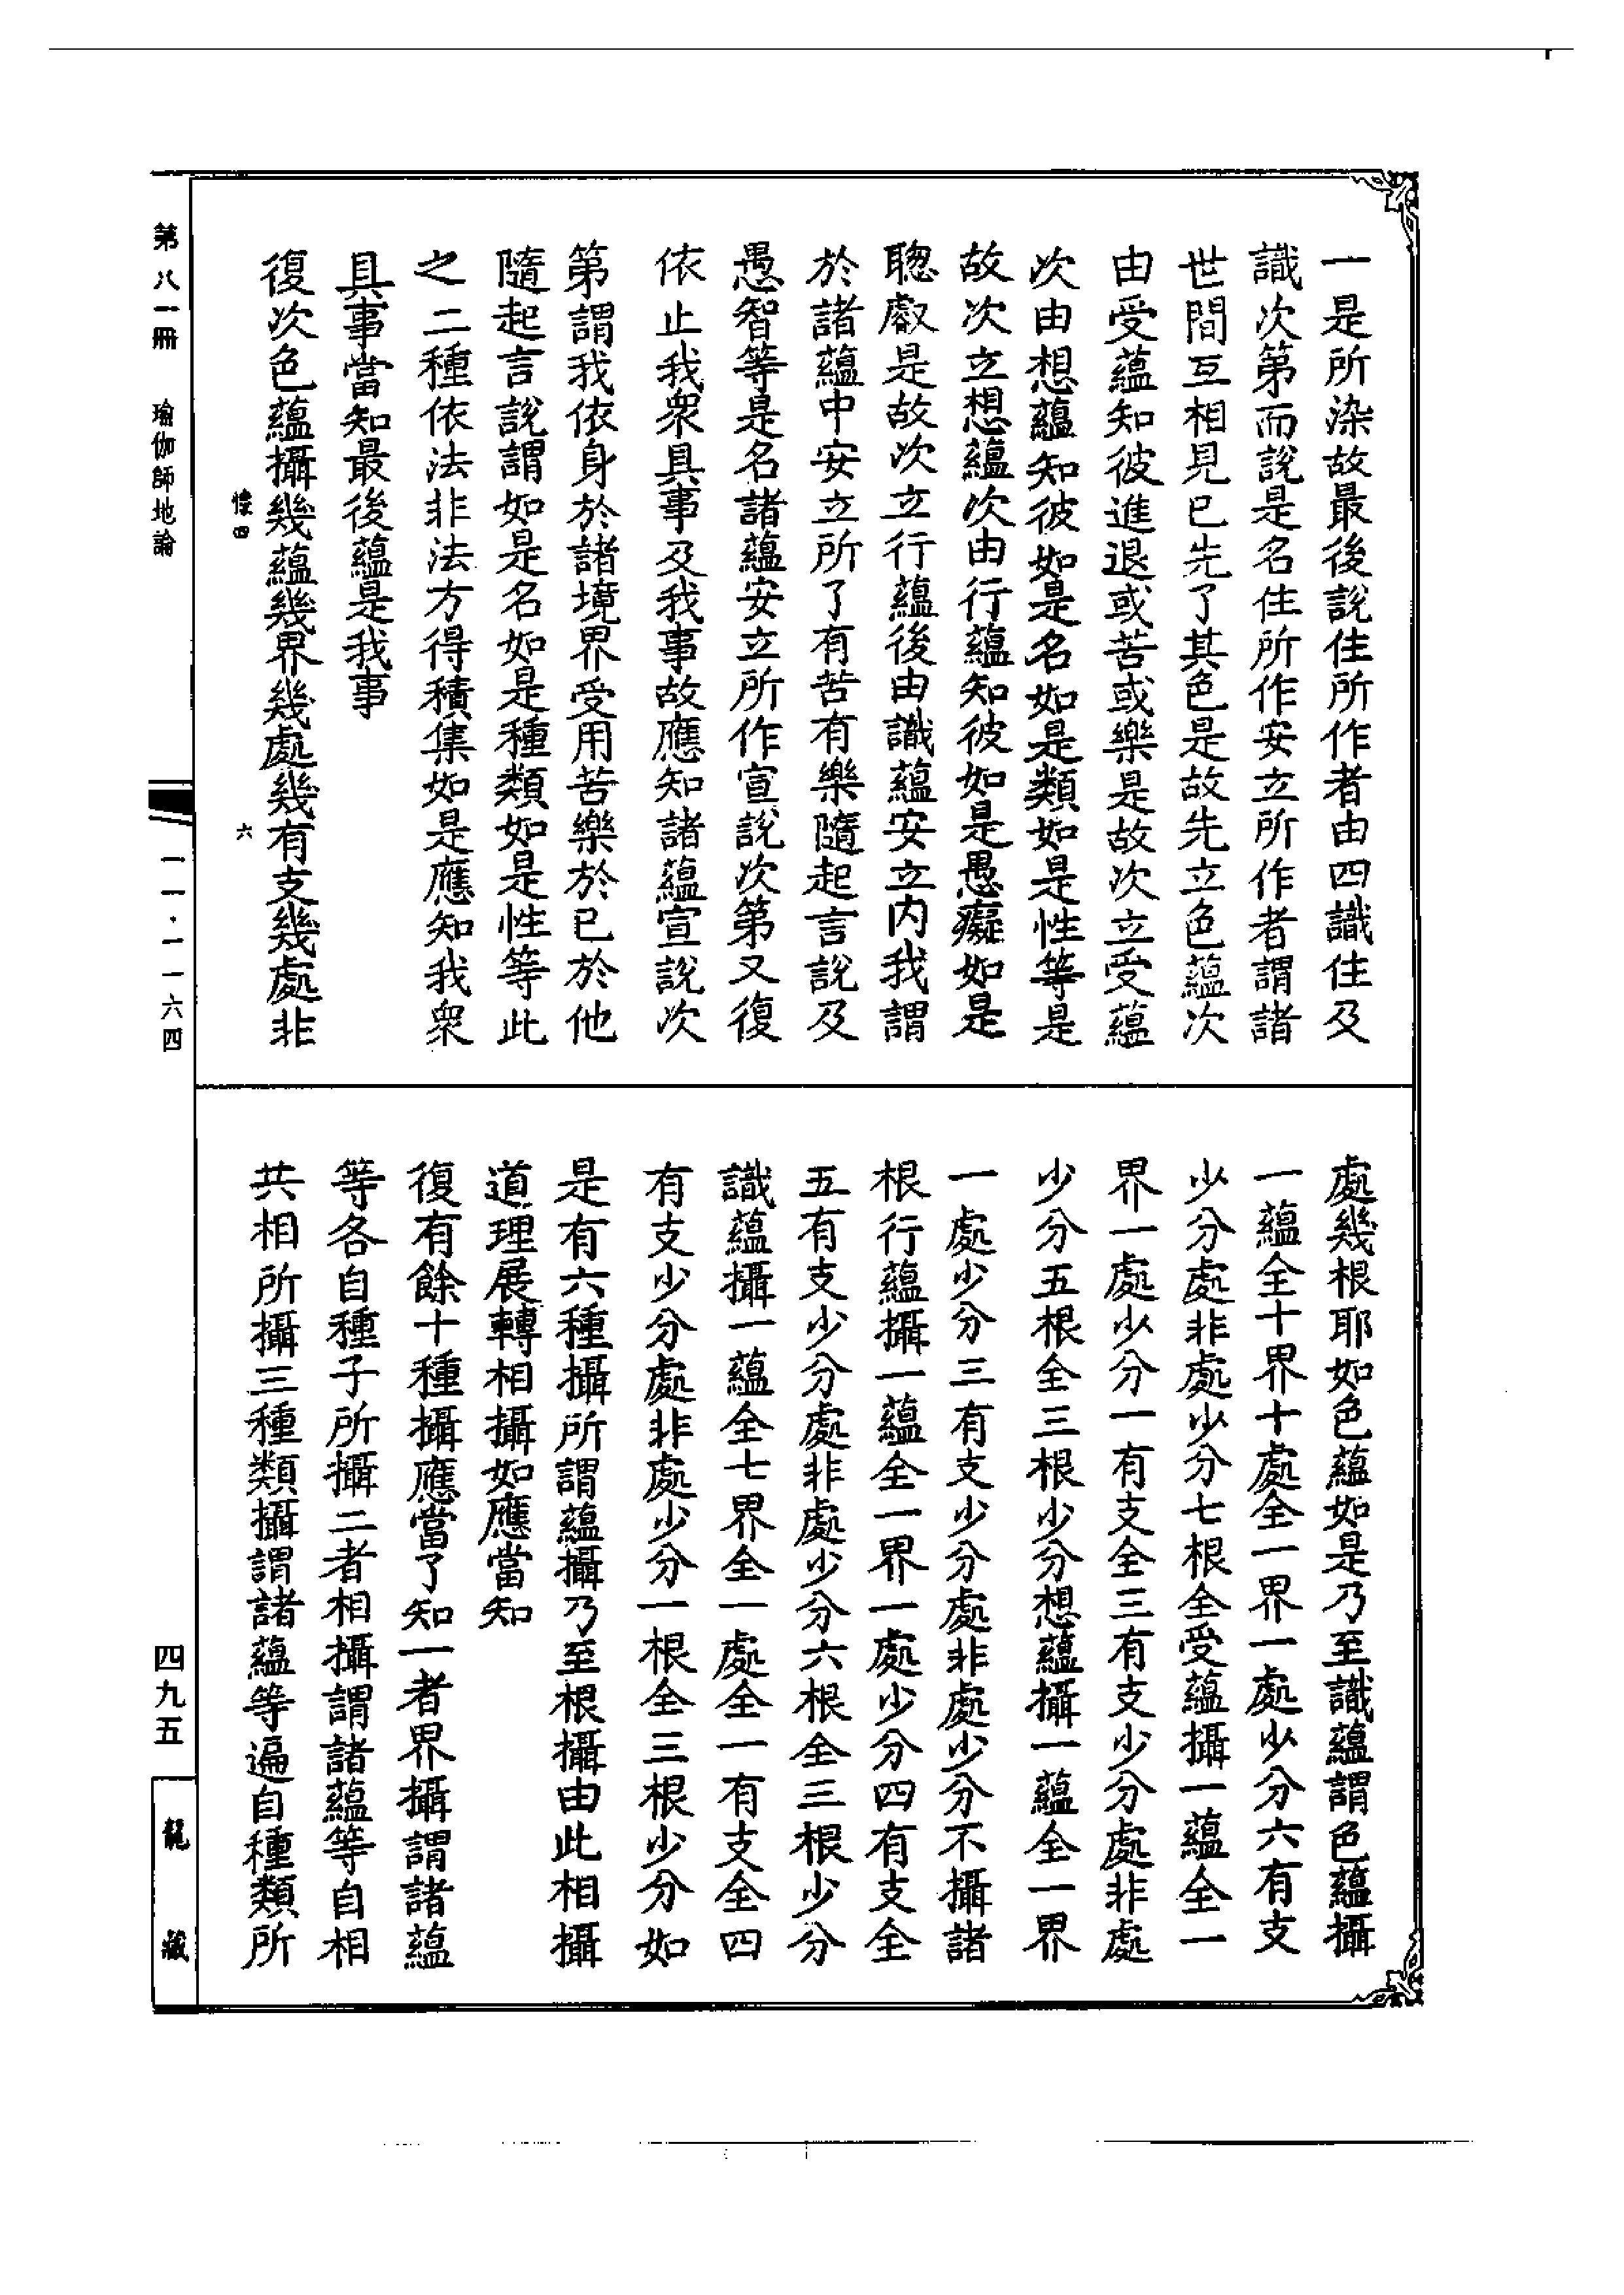 一是所染故最後說住所作者由四識住及
識次第而說是名住所作安立所作者謂諸
世間互相見已先了其色是故先立色蘊次
由受蘊知彼進退或苦或樂是故次立受蘊
次由想蘊知彼如是名如是類如是性等是
故次立想蘊次由行蘊知彼如是愚癡如是
聰叡是故次立行蘊後由識蘊安立內我謂
於諸蘊中安立所了有苦有樂隨起言說及
愚智等是名諸蘊安立所作宣說次第又復
依止我眾具事及我事故應知諸蘊宣說次
第謂我依身於諸境界受用苦樂於已於他
隨起言說謂如是名如是種類如是性等此
之二種依法非法方得積集如是應知我眾
具事當知最後蘊是我事
復次色蘊攝幾蘊幾界幾處幾有支幾處非
處幾根耶如色蘊如是乃至識蘊謂色蘊攝
一蘊全十界十處全一界一處少分六有支
少分處非處少分七根全受蘊攝一蘊全一
界一處少分一有支全三有支少分處非處
少分五根全三根少分想蘊攝一蘊全一界
一處少分三有支少分處非處少分不攝諸
根行蘊攝一蘊全一界一處少分四有支全
五有支少分處非處少分六根全三根少分
識蘊攝一蘊全七界全一處全一有支全四
有支少分處非處少分一根全三根少分如
是有六種攝所謂蘊攝乃至根攝由此相攝
道理展轉相攝如應當知
復有餘十種攝應當了知一者界攝謂諸蘊
等各自種子所攝二者相攝謂諸蘊等自相
共相所攝三種類攝謂諸蘊等遍自種類所
六
第八一冊 瑜伽師地論
一一·一一六四
四九五
龍藏